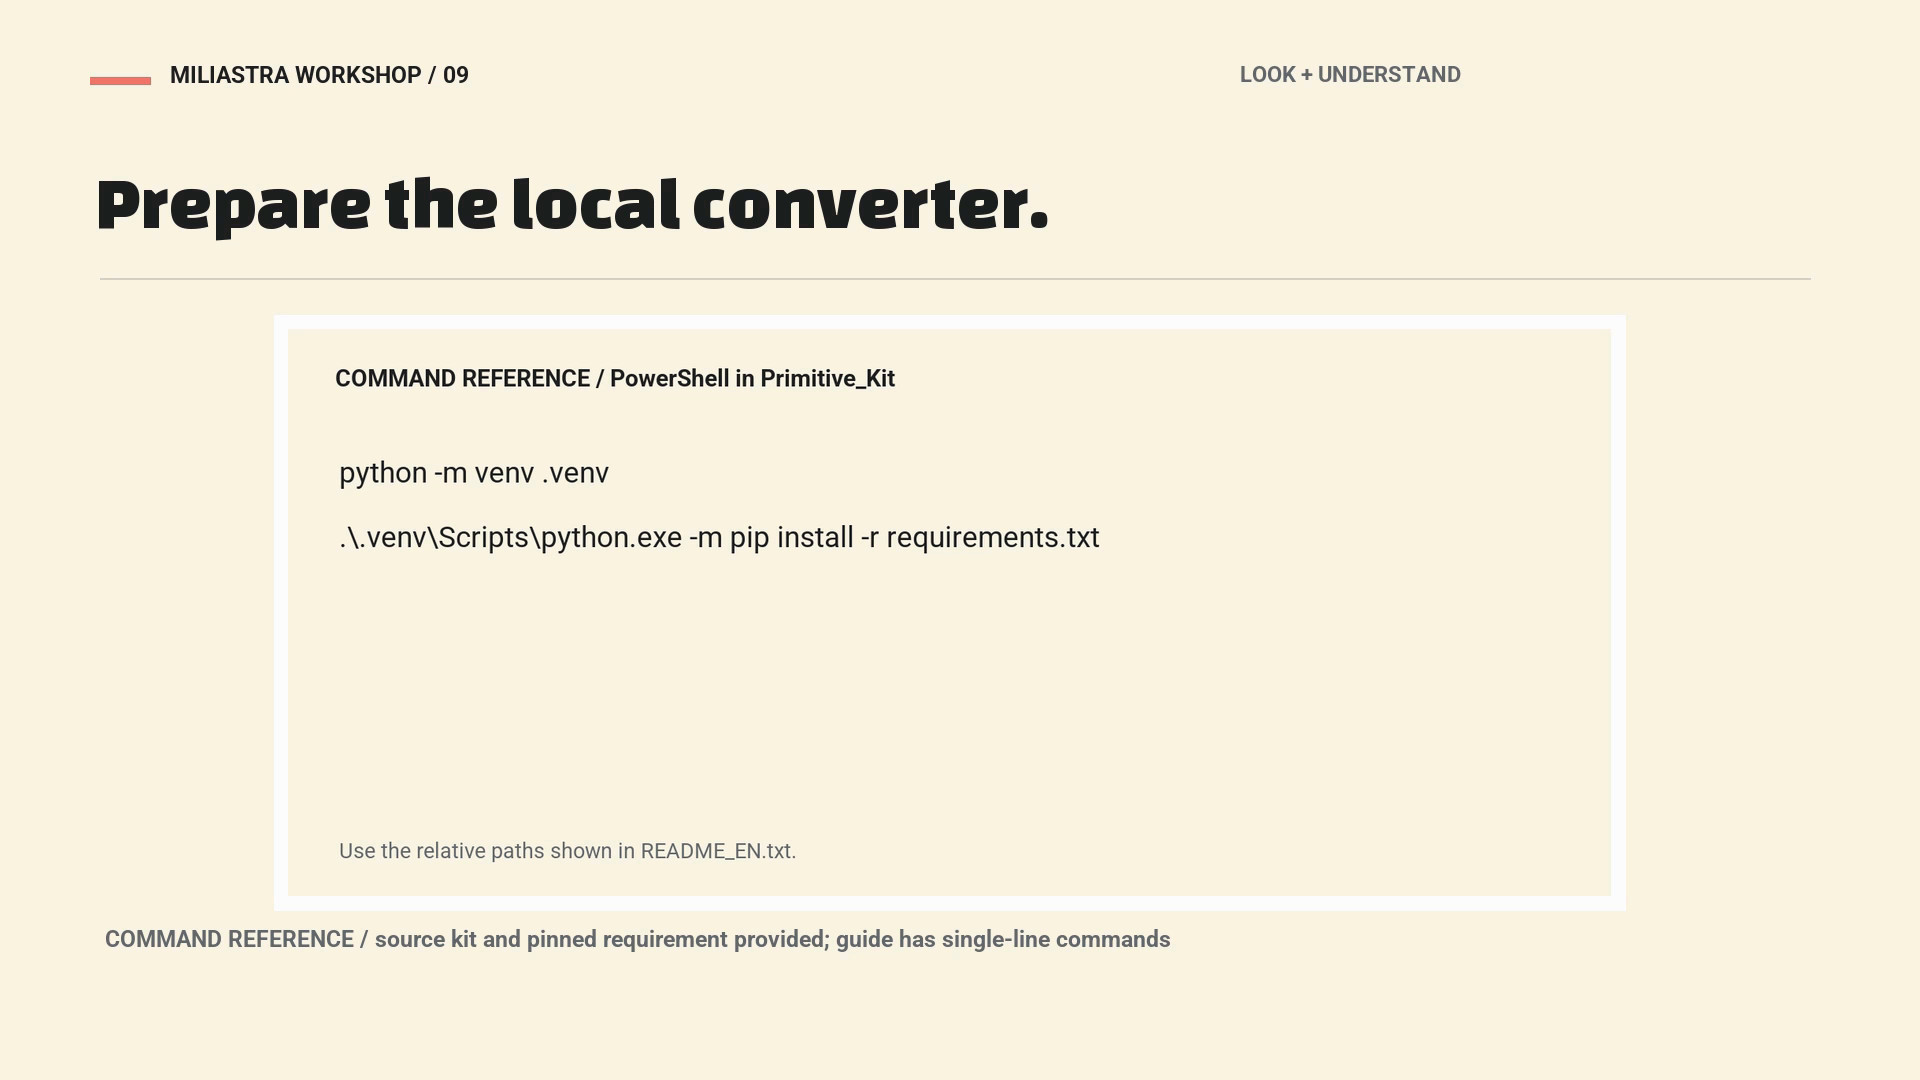 MILIASTRA WORKSHOP / 09
LOOK + UNDERSTAND
Prepare the local converter.
COMMAND REFERENCE / PowerShell in Primitive_Kit
python -m venv .venv
.\.venv\Scripts\python.exe -m pip install -r requirements.txt
Use the relative paths shown in README_EN.txt.
COMMAND REFERENCE / source kit and pinned requirement provided; guide has single-line commands